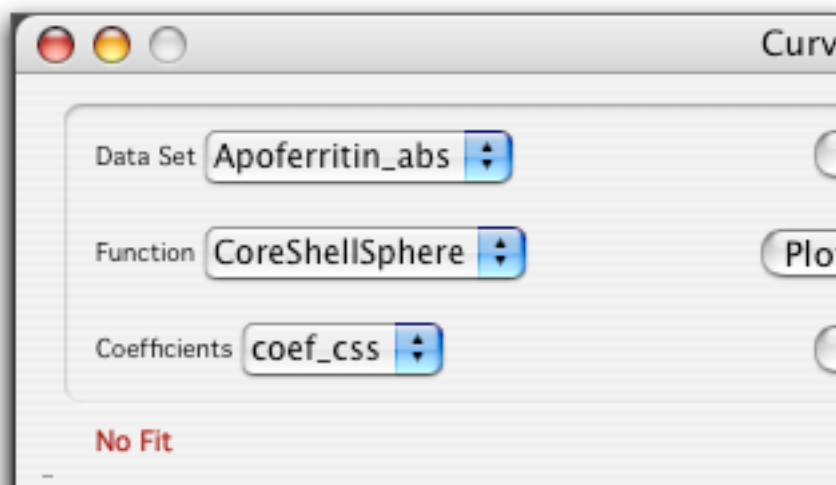 Curv
Data Set Apoferritin_abs
Function CoreShellSphere
Plo
Coefficients coef_css
No Fit